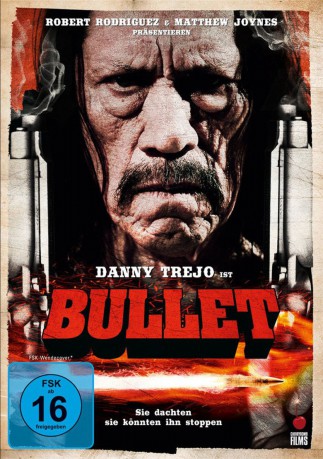 ROBERT RODRIGUEZ & MATTHEW JOYNES
PRÄSENTIEREN
DANNY TREJO IST
BULLET
FSK-Wendecover.*
FSK
ab
16
freigegeben
Sie dachten
sie könnten ihn stoppen
FILMS